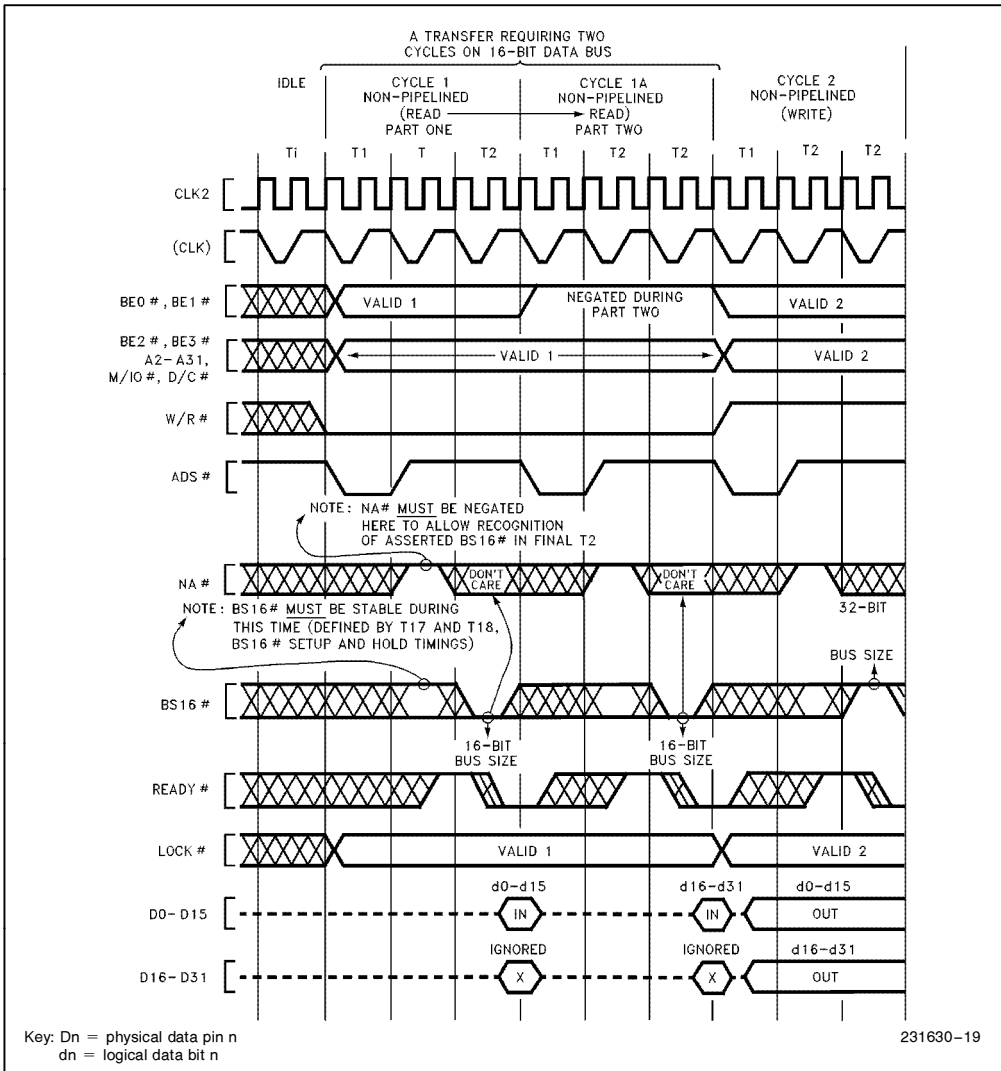 A TRANSFER REQUIRING TWO
CYCLES ON 16-BIT DATA BUS
IDLE
CYCLE 1
NON-PIPELINED
(READ
PART ONE
CYCLE 1A
NON-PIPELINED
READ)
PART TWO
CYCLE 2
NON-PIPELINED
(WRITE)
Ti T1 T T2 T1 T2 T2 T1 T2 T2
CLK2
(CLK)
BE0 #, BE1 # VALID 1 NEGATED DURING PART TWO VALID 2
BE2 #, BE3 #
A2-A31,
M/IO #, D/C #
VALID 1 VALID 2
W/R #
ADS #
NOTE: NA# MUST BE NEGATED
HERE TO ALLOW RECOGNITION
OF ASSERTED BS16# IN FINAL T2
NA # DON'T CARE DON'T CARE
32-BIT
BUS SIZE
NOTE: BS16# MUST BE STABLE DURING
THIS TIME (DEFINED BY T17 AND T18,
BS16 # SETUP AND HOLD TIMINGS)
BS16 #
16-BIT
BUS SIZE
16-BIT
BUS SIZE
READY #
LOCK # VALID 1 VALID 2
d0-d15 d16-d31 d0-d15
D0-D15 IN IN OUT
IGNORED IGNORED d16-d31
D16-D31 X X OUT
Key: Dn = physical data pin n
dn = logical data bit n
231630-19